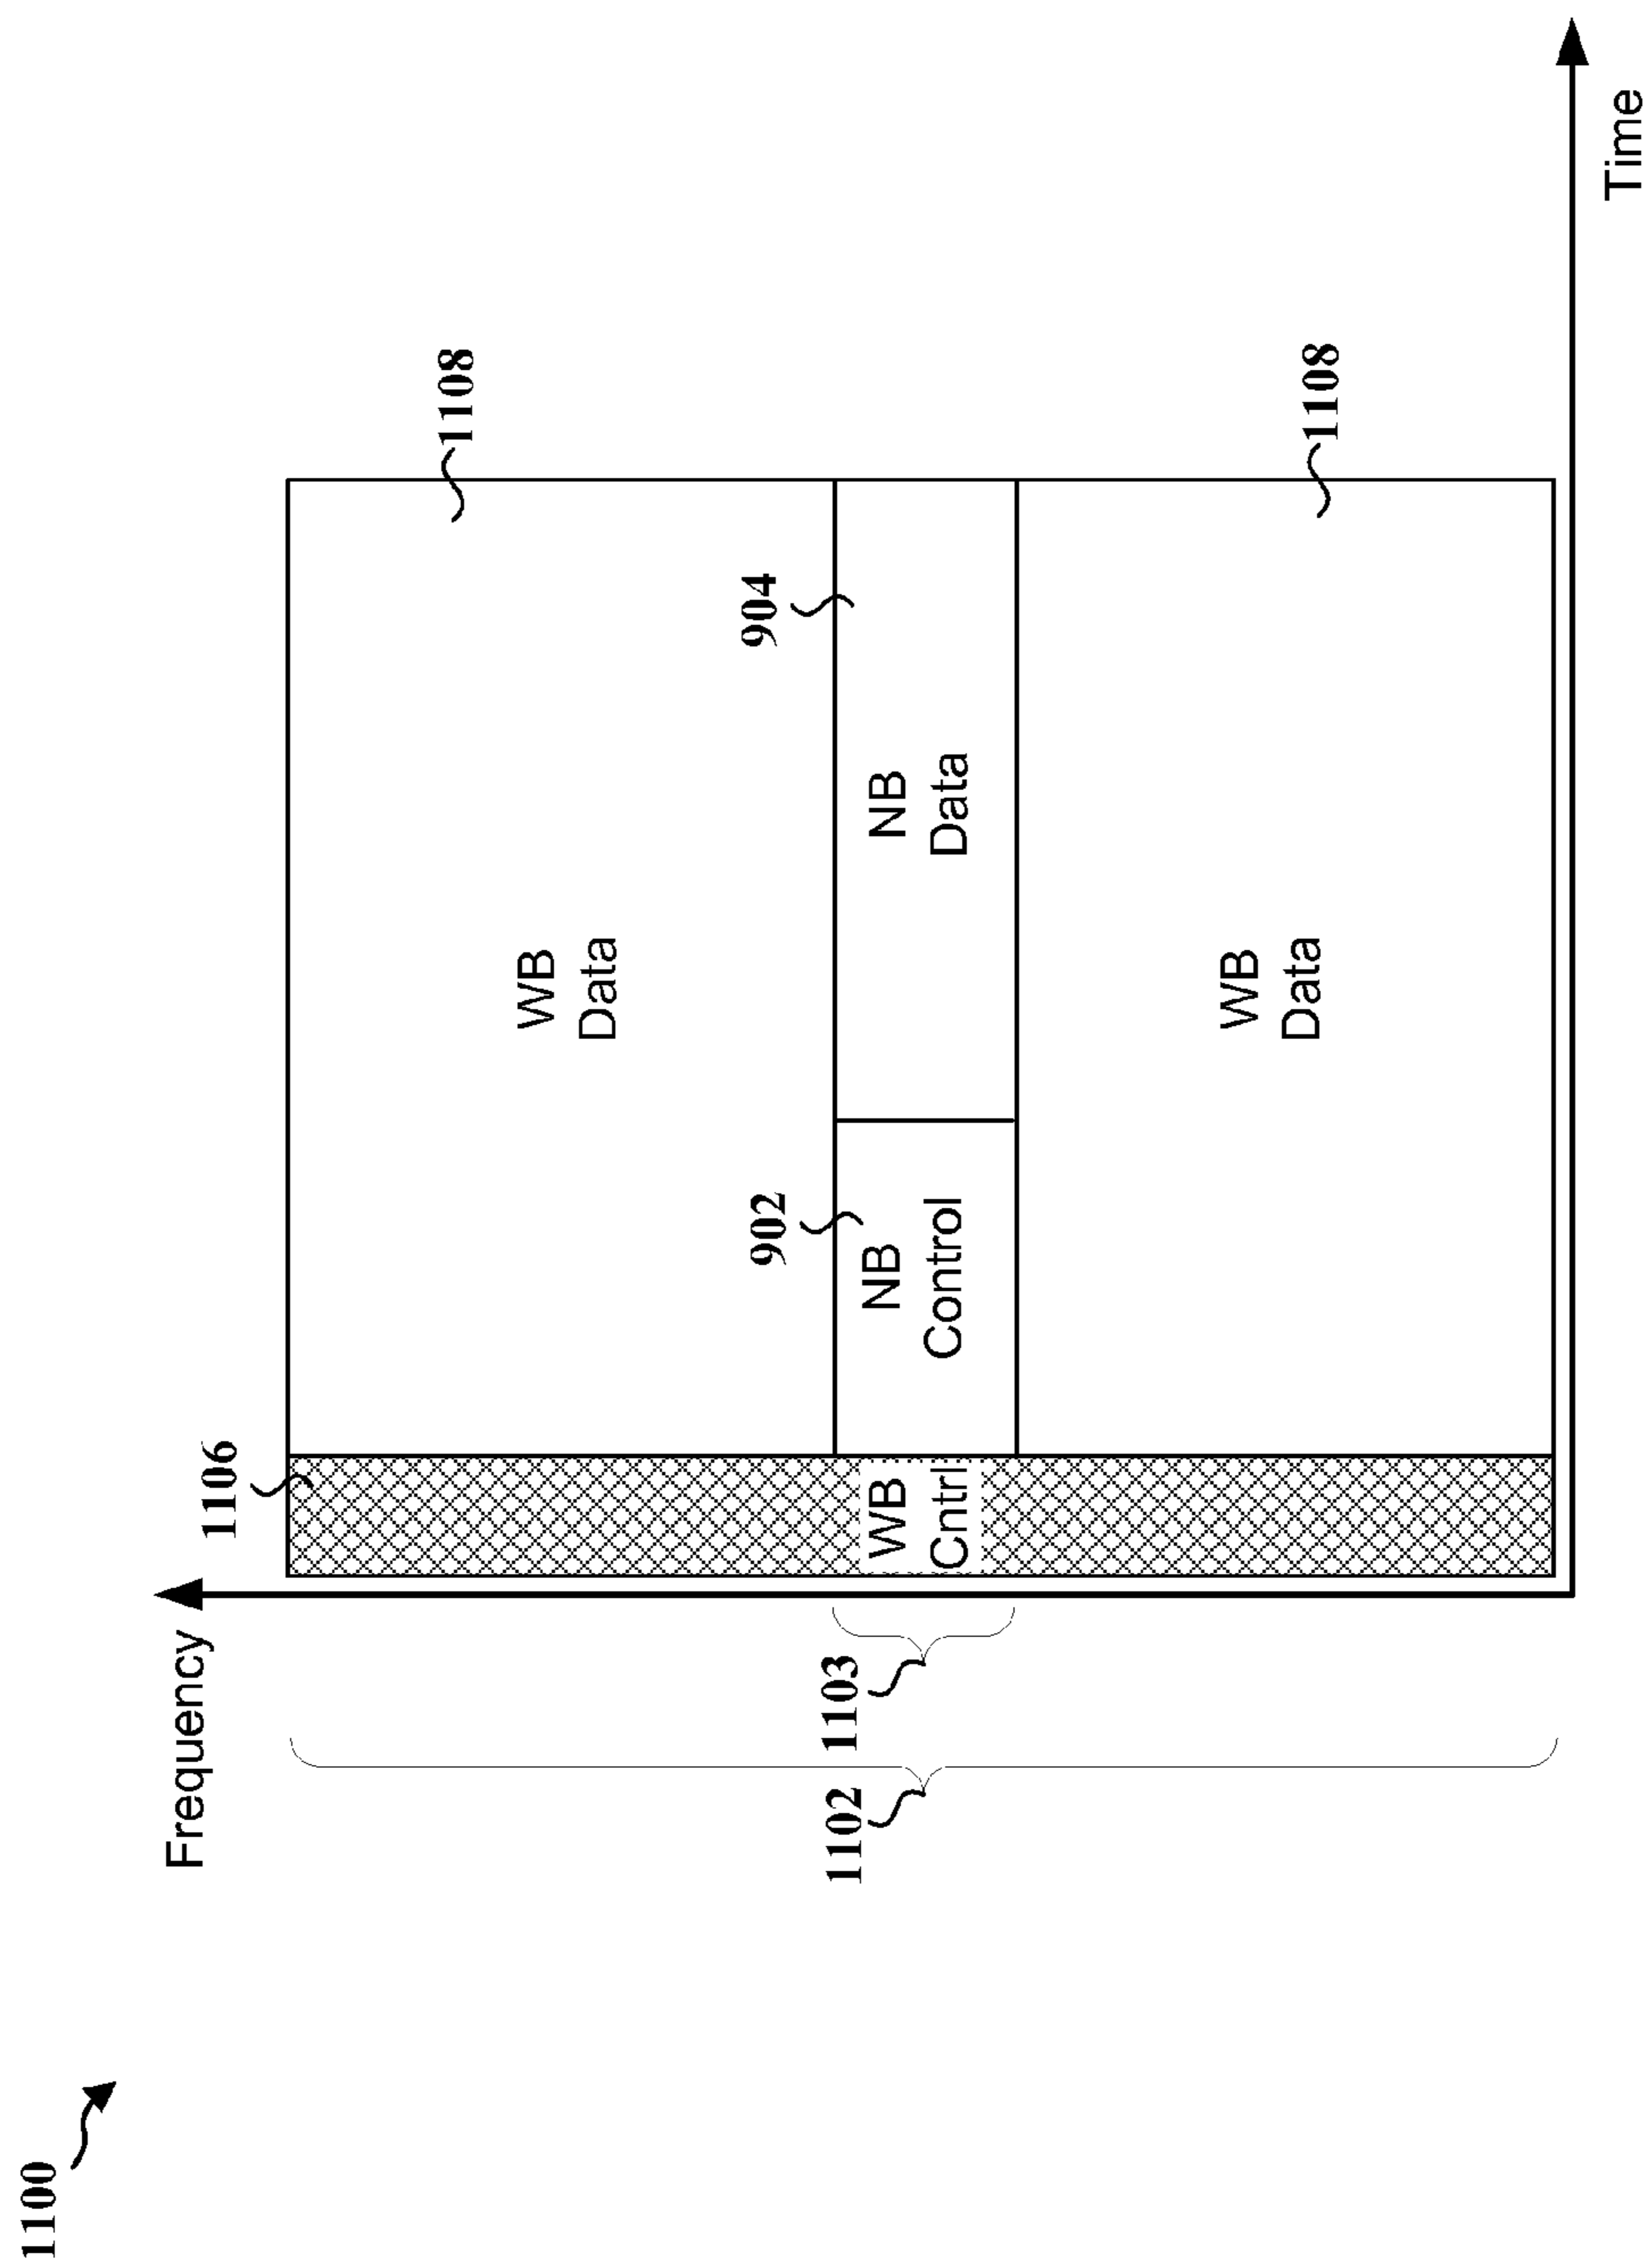 1100
Frequency
1106
1108
WB
Data
902
904
1102
1103
WB
Cntrl
NB
Control
NB
Data
WB
Data
1108
Time